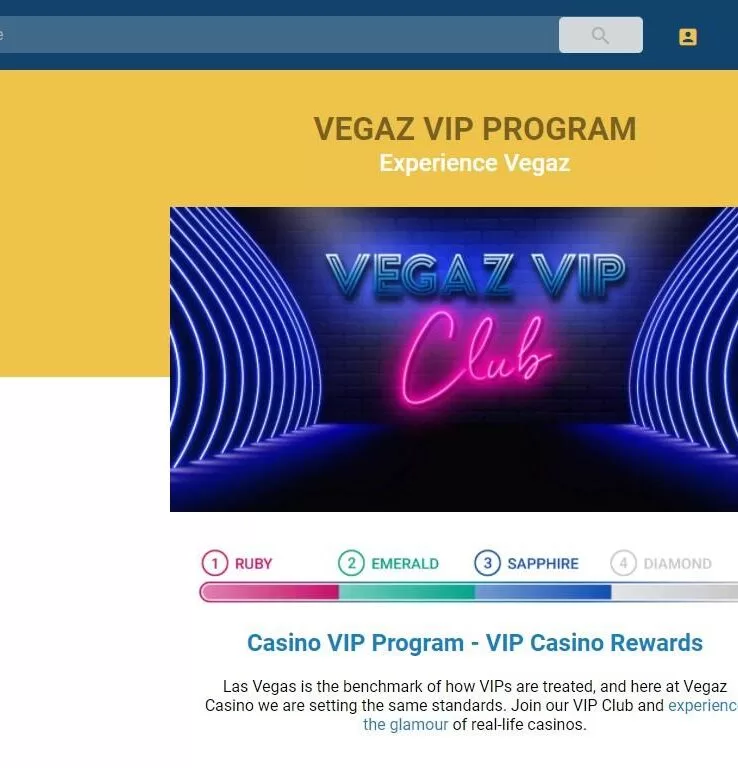 e
VEGAZ VIP PROGRAM
Experience Vegaz
VEGAZ VIP
Club
1 RUBY 2 EMERALD 3 SAPPHIRE 4 DIAMOND
Casino VIP Program - VIP Casino Rewards
Las Vegas is the benchmark of how VIPs are treated, and here at Vegaz
Casino we are setting the same standards. Join our VIP Club and experienc
the glamour of real-life casinos.